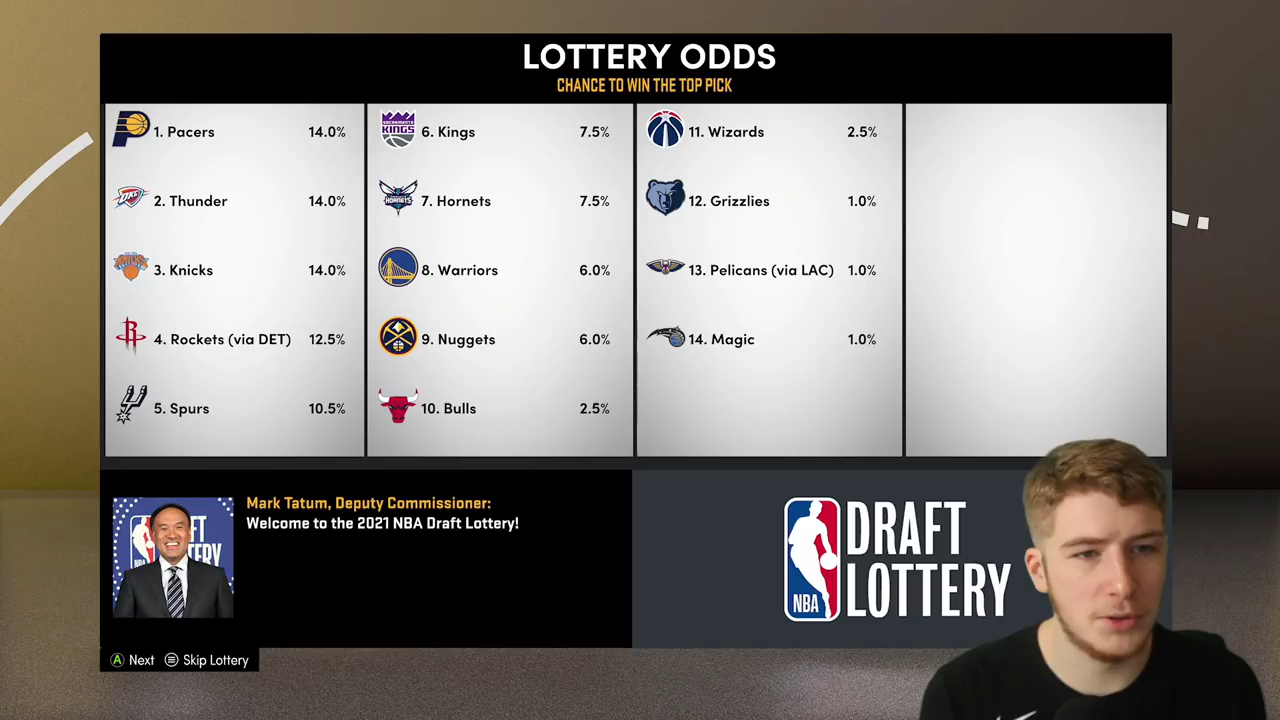 LOTTERY ODDS
CHANCE TO WIN THE TOP PICK
1. Pacers 14.0%
2. Thunder 14.0%
3. Knicks 14.0%
4. Rockets (via DET) 12.5%
5. Spurs 10.5%
6. Kings 7.5%
7. Hornets 7.5%
8. Warriors 6.0%
9. Nuggets 6.0%
10. Bulls 2.5%
11. Wizards 2.5%
12. Grizzlies 1.0%
13. Pelicans (via LAC) 1.0%
14. Magic 1.0%
Mark Tatum, Deputy Commissioner:
Welcome to the 2021 NBA Draft Lottery!
NBA
DRAFT
LOTTERY
A Next Skip Lottery